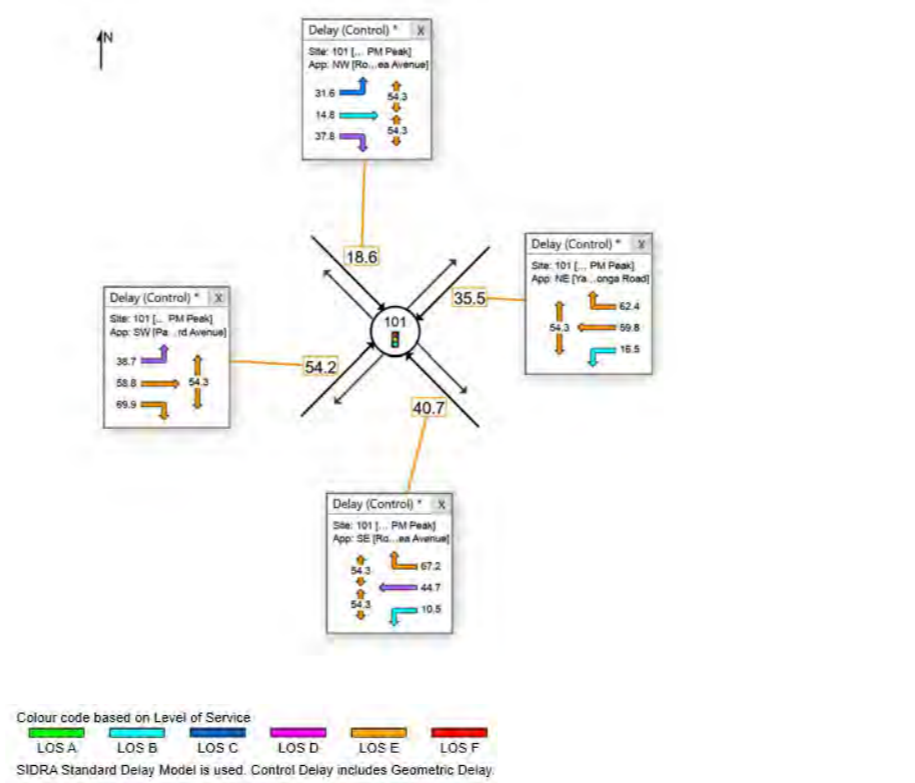 N
Delay (Control) * X
Site: 101 [... PM Peak]
App: NW [Ro...ea Avenue]
31.6
54.3
14.8
54.3
37.8
18.6
Delay (Control) * X
Site: 101 [... PM Peak]
App: NE [Ya...onga Road]
62.4
54.3
59.8
16.5
35.5
101
Delay (Control) * X
Site: 101 [... PM Peak]
App: SW [Pa...rd Avenue]
38.7
58.8
54.3
69.9
54.2
40.7
Delay (Control) * X
Site: 101 [... PM Peak]
App: SE [Ro...ea Avenue]
54.3
67.2
44.7
54.3
10.5
Colour code based on Level of Service
LOS A LOS B LOS C LOS D LOS E LOS F
SIDRA Standard Delay Model is used. Control Delay includes Geometric Delay.